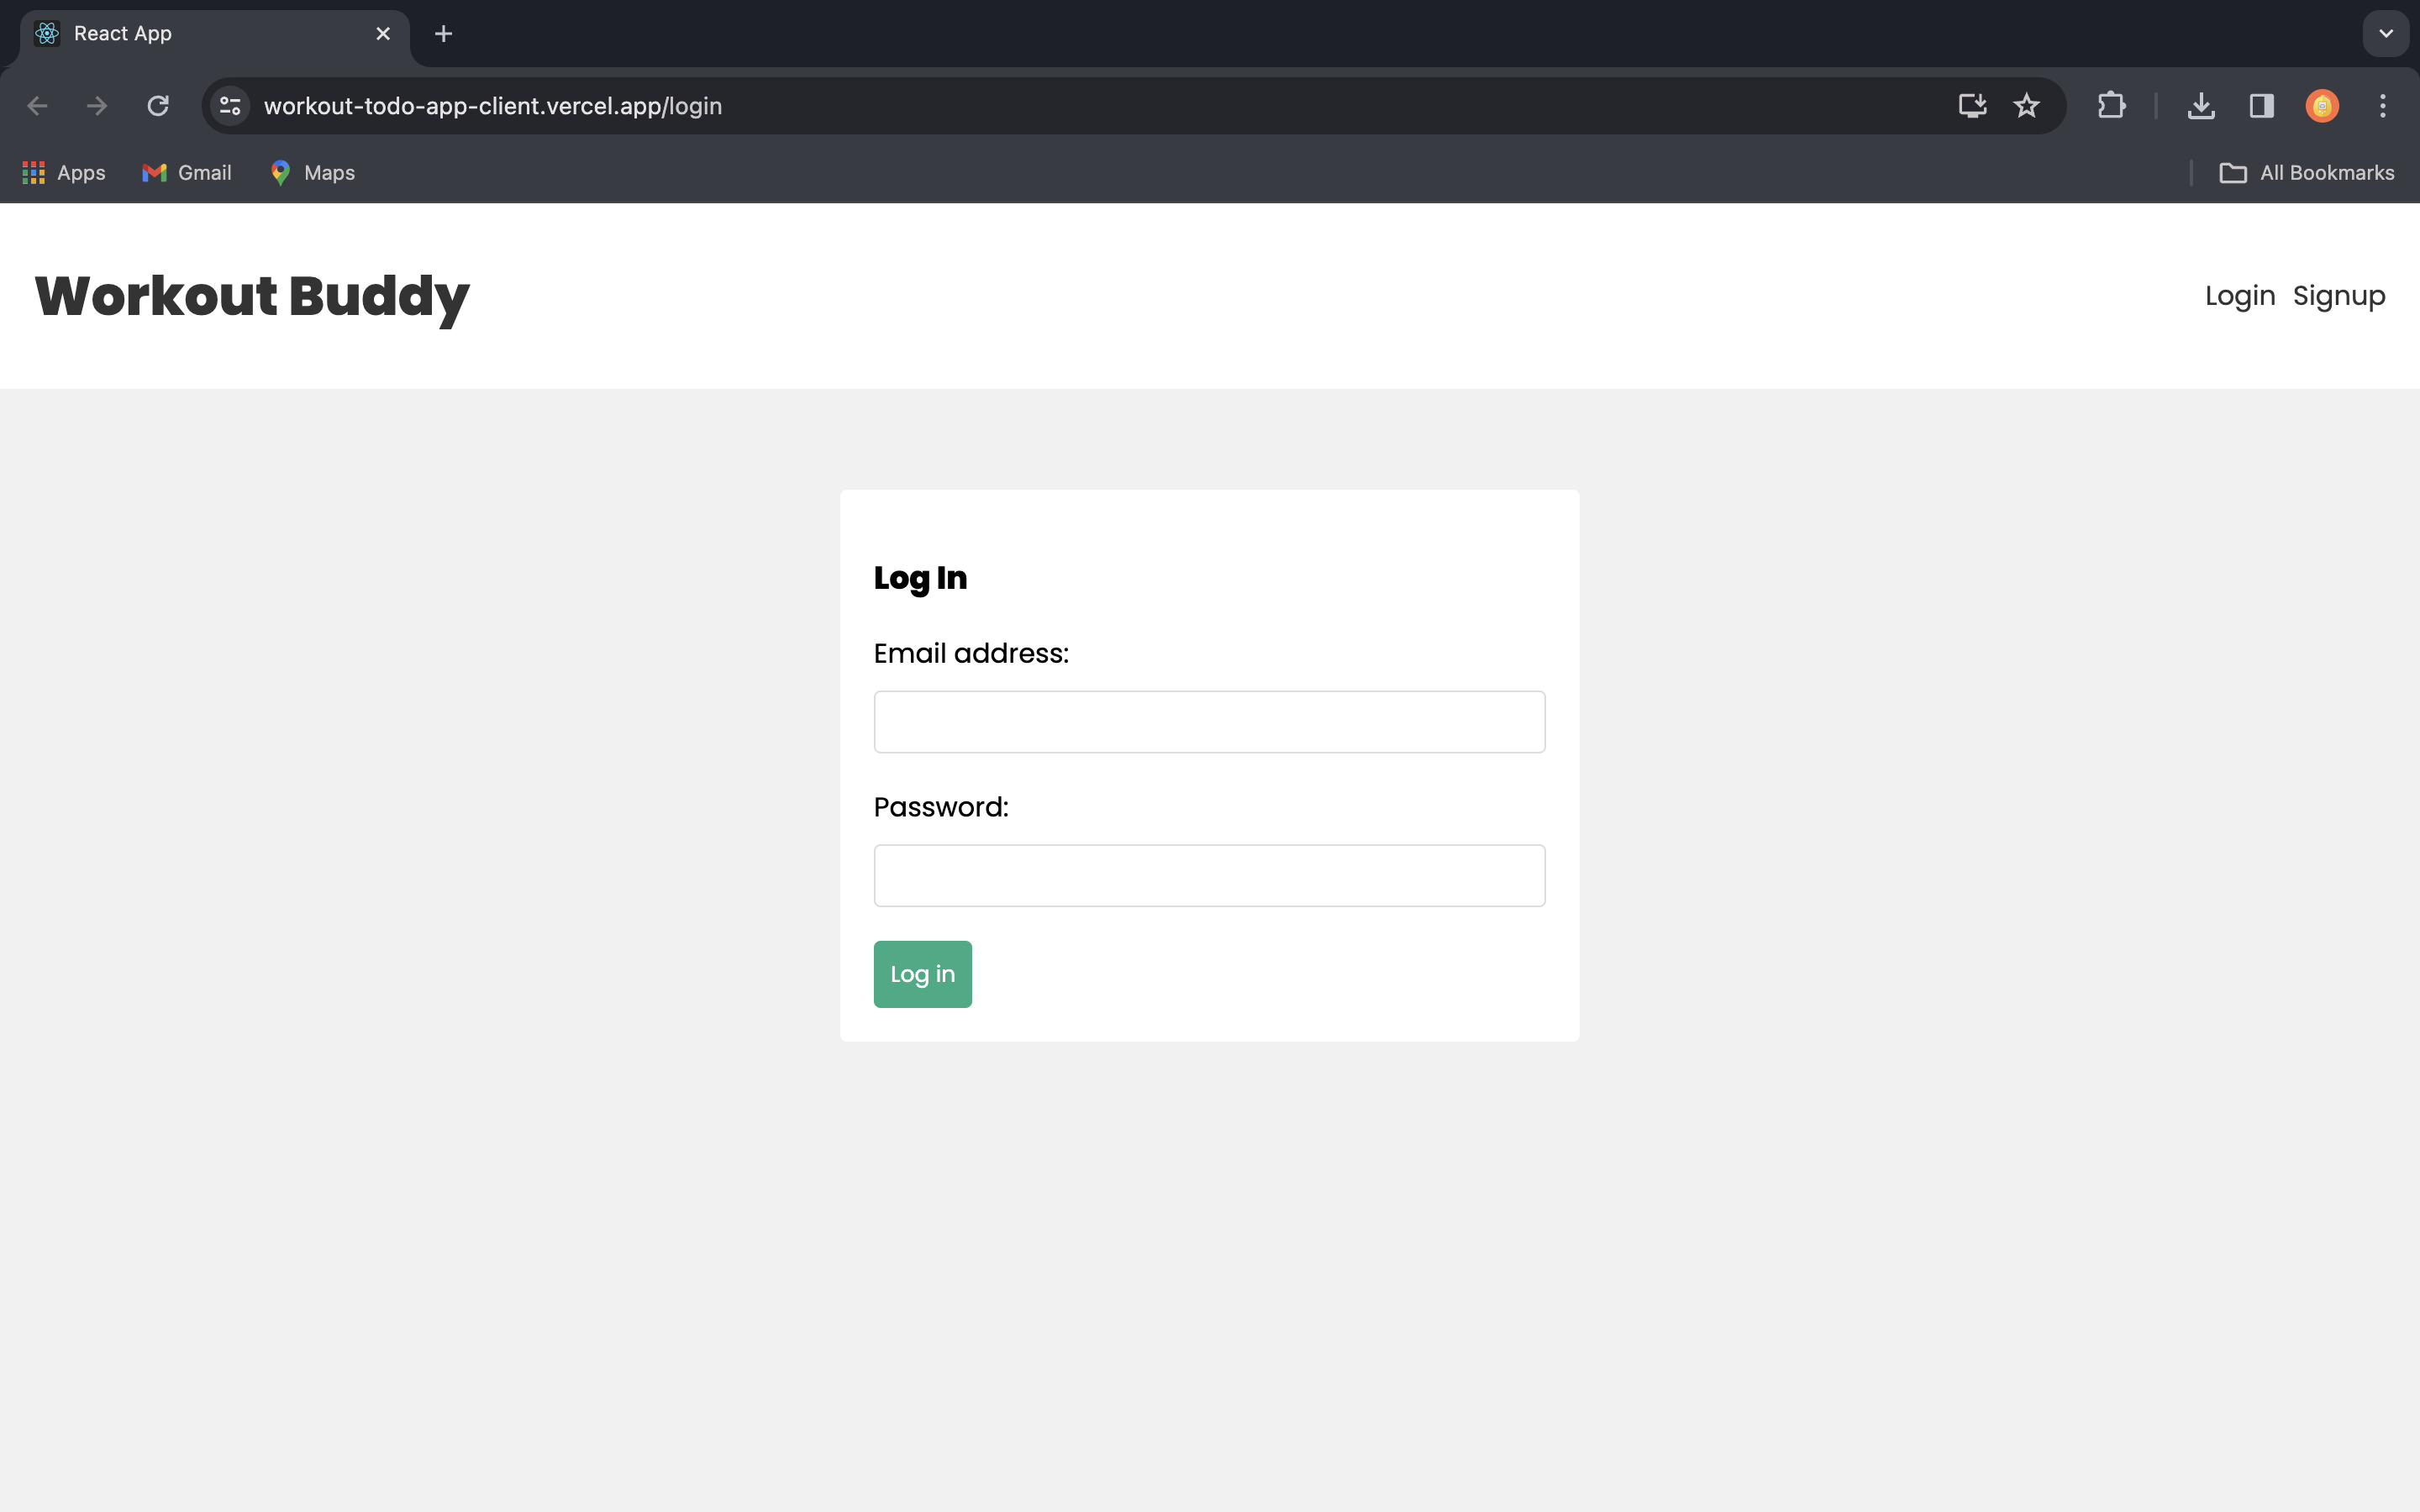 React App
workout-todo-app-client.vercel.app/login
Apps Gmail Maps All Bookmarks
Workout Buddy Login Signup
Log In
Email address:
Password:
Log in